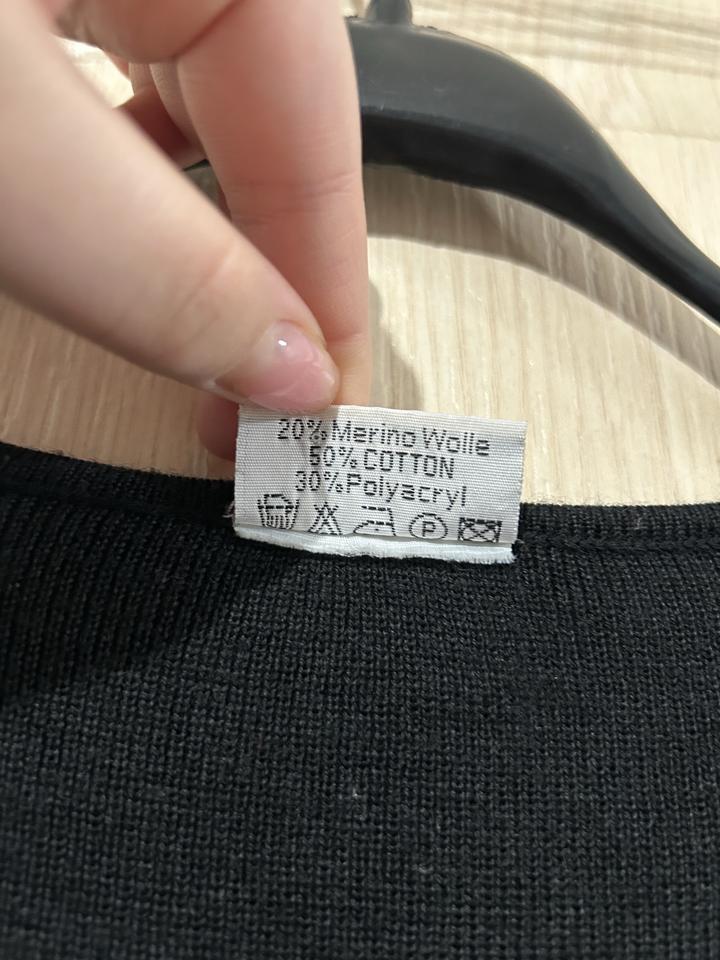 20% Merino Wolle
50% COTTON
30% Polyacryl
P